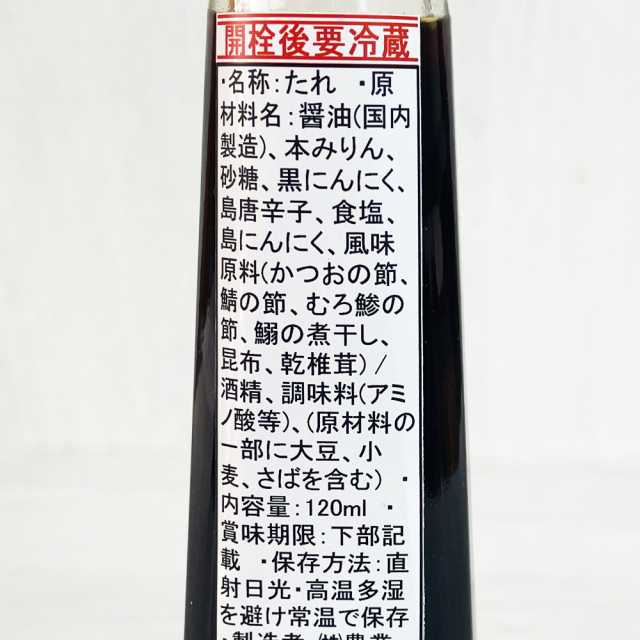 開栓後要冷蔵
・名称:たれ ・原
材料名:醤油(国内
製造)、本みりん、
砂糖、黒にんにく、
島唐辛子、食塩、
島にんにく、風味
原料(かつおの節、
鯖の節、むろ鯵の
節、鰯の煮干し、
昆布、乾椎茸)/
酒精、調味料(アミ
ノ酸等)、(原材料の
一部に大豆、小
麦、さばを含む) ・
内容量:120ml ・
賞味期限:下部記
載 ・保存方法:直
射日光・高温多湿
を避け常温で保存
・製造者 (株)農業